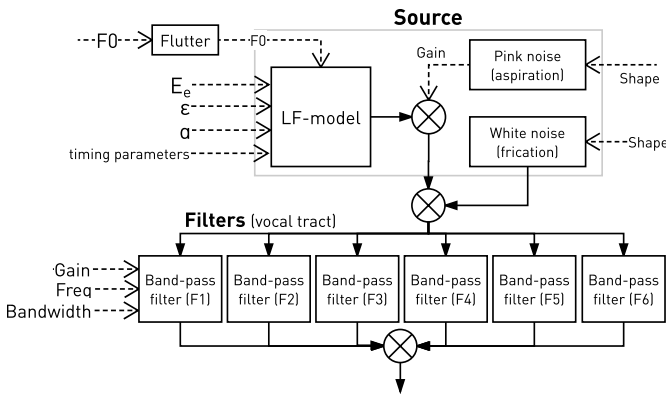 Source
F0
Flutter
F0
Gain
Pink noise
(aspiration)
Shape
Ee
ε
α
timing parameters
LF-model
White noise
(frication)
Shape
Filters (vocal tract)
Gain
Freq
Bandwidth
Band-pass
filter (F1)
Band-pass
filter (F2)
Band-pass
filter (F3)
Band-pass
filter (F4)
Band-pass
filter (F5)
Band-pass
filter (F6)